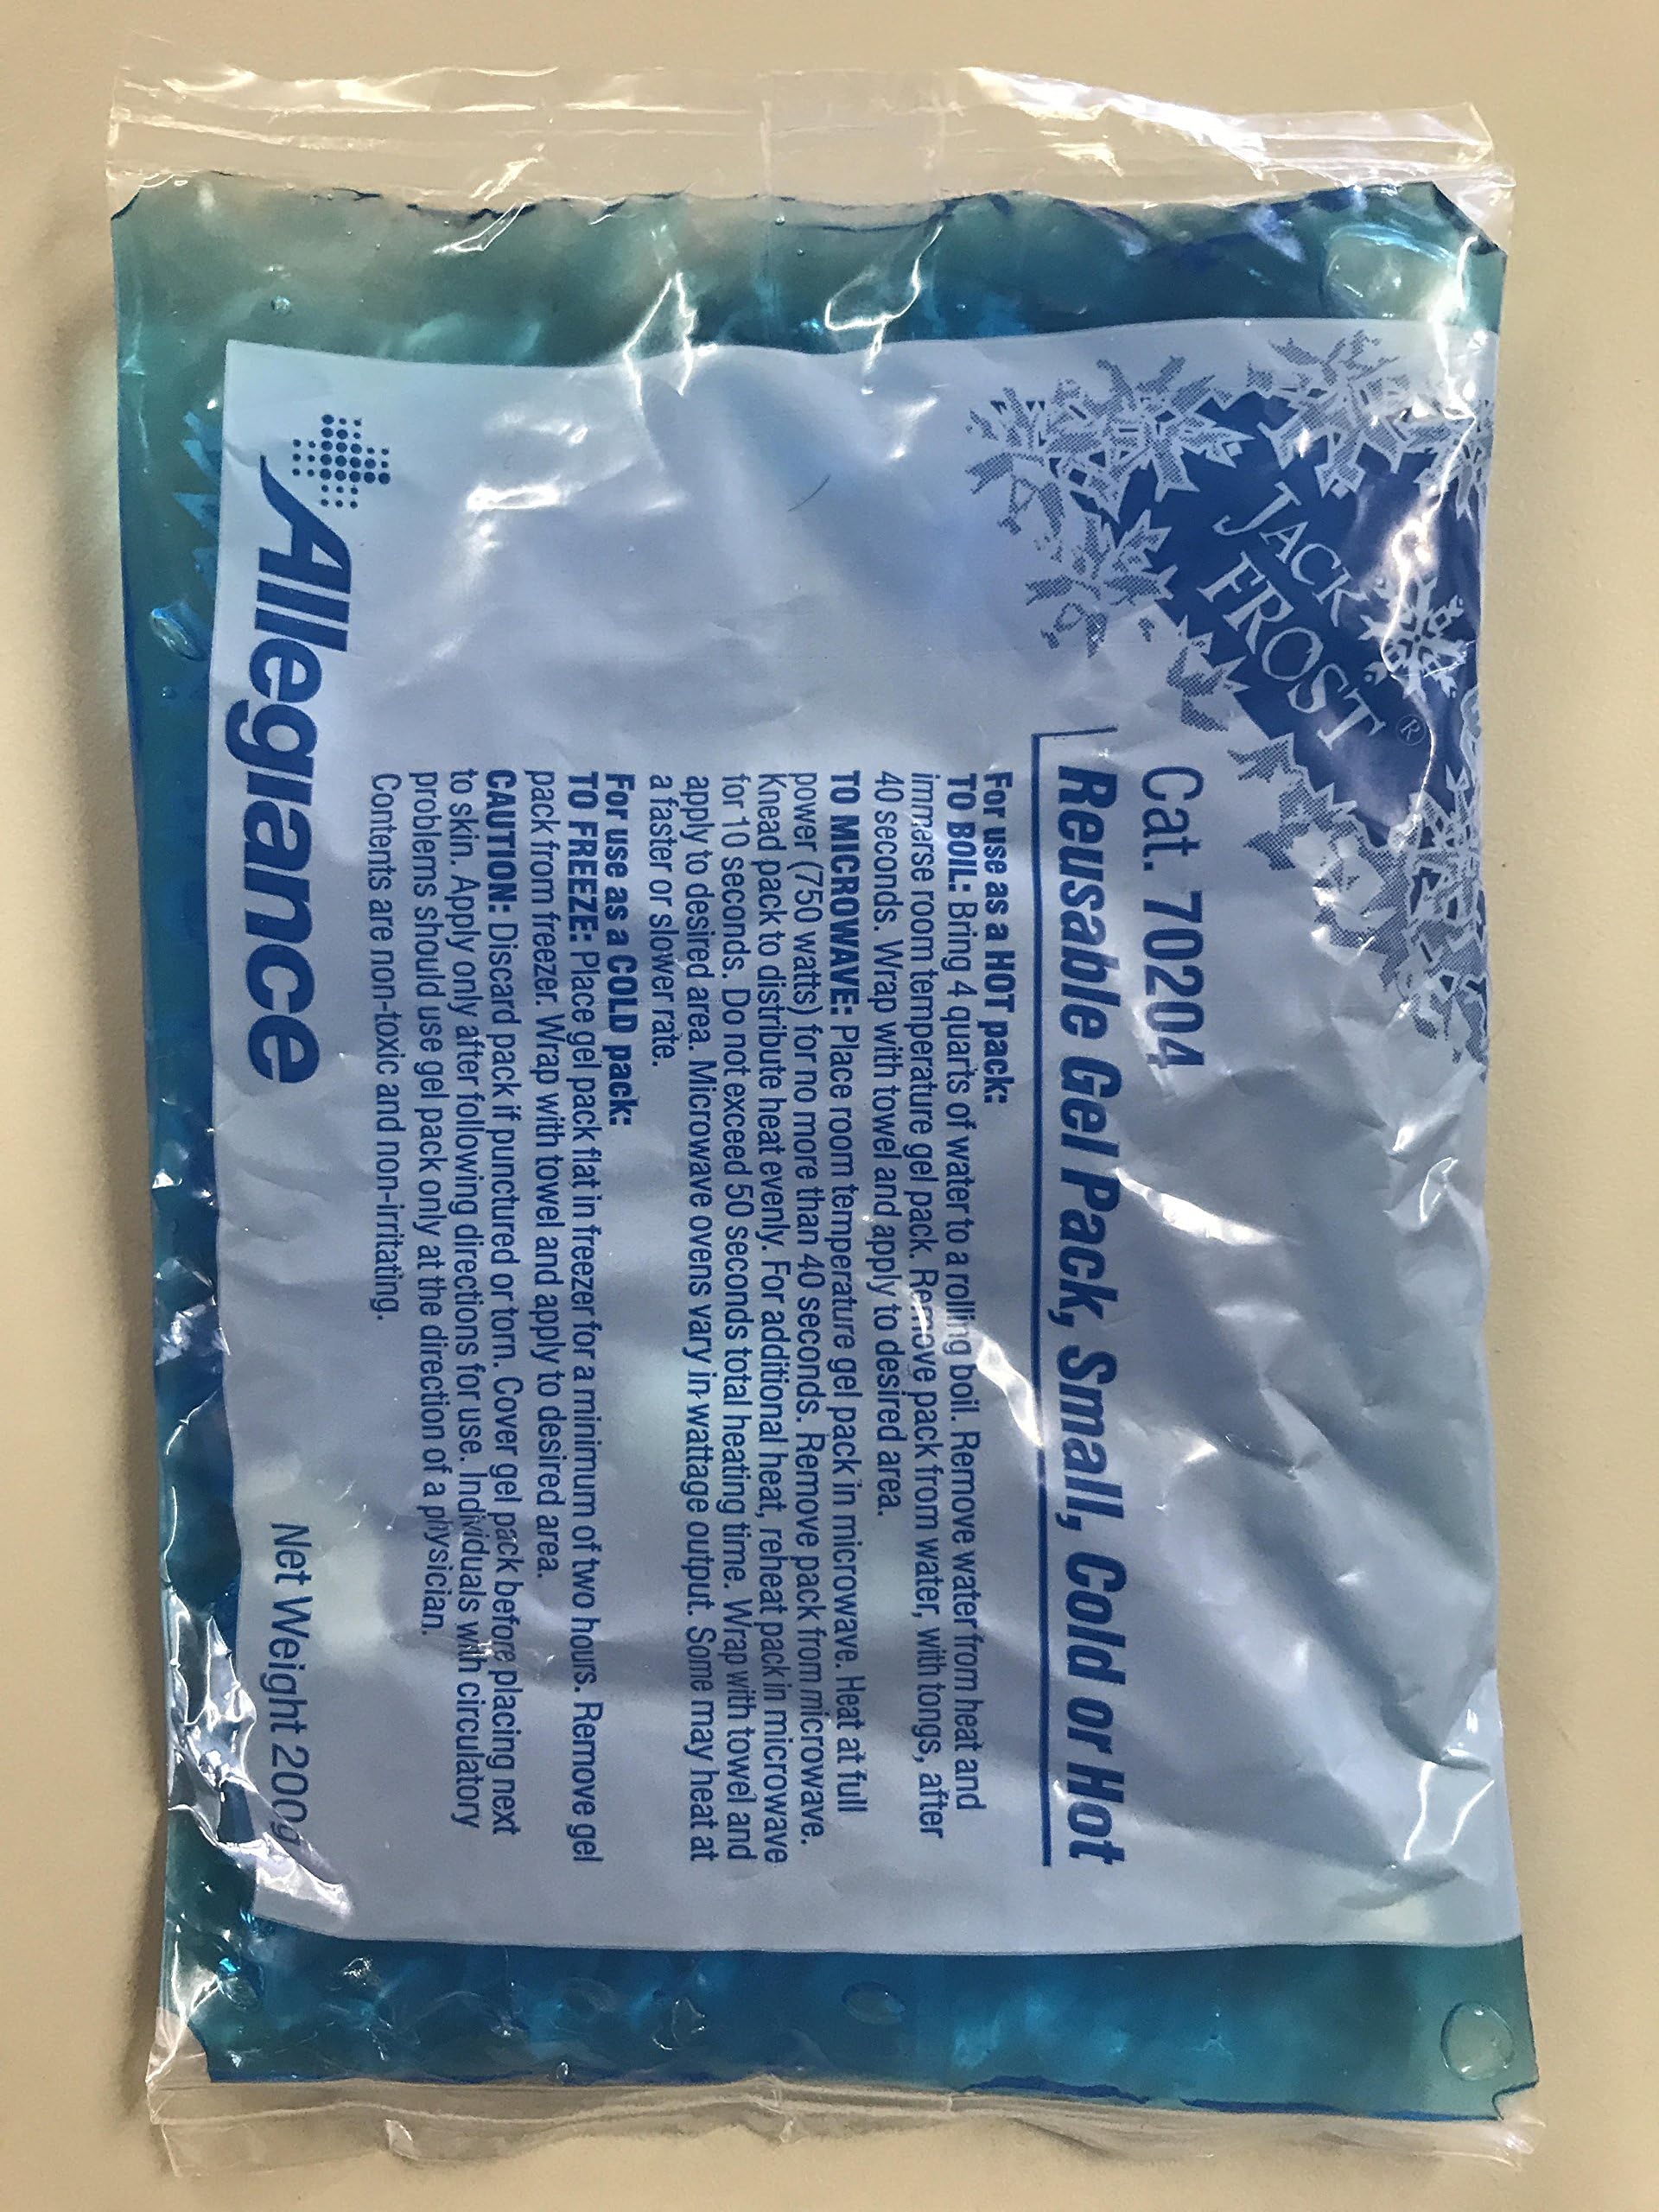 JACK
FROST®
Cat. 70204
Reusable Gel Pack, Small, Cold or Hot
For use as a HOT pack:
TO BOIL: Bring 4 quarts of water to a rolling boil. Remove water from heat and
immerse room temperature gel pack. Remove pack from water, with tongs, after
40 seconds. Wrap with towel and apply to desired area.
TO MICROWAVE: Place room temperature gel pack in microwave. Heat at full
power (750 watts) for no more than 40 seconds. Remove pack from microwave.
Knead pack to distribute heat evenly. For additional heat, reheat pack in microwave
for 10 seconds. Do not exceed 50 seconds total heating time. Wrap with towel and
apply to desired area. Microwave ovens vary in wattage output. Some may heat at
a faster or slower rate.
For use as a COLD pack:
TO FREEZE: Place gel pack flat in freezer for a minimum of two hours. Remove gel
pack from freezer. Wrap with towel and apply to desired area.
CAUTION: Discard pack if punctured or torn. Cover gel pack before placing next
to skin. Apply only after following directions for use. Individuals with circulatory
problems should use gel pack only at the direction of a physician.
Contents are non-toxic and non-irritating.
Allegiance
Net Weight 200g